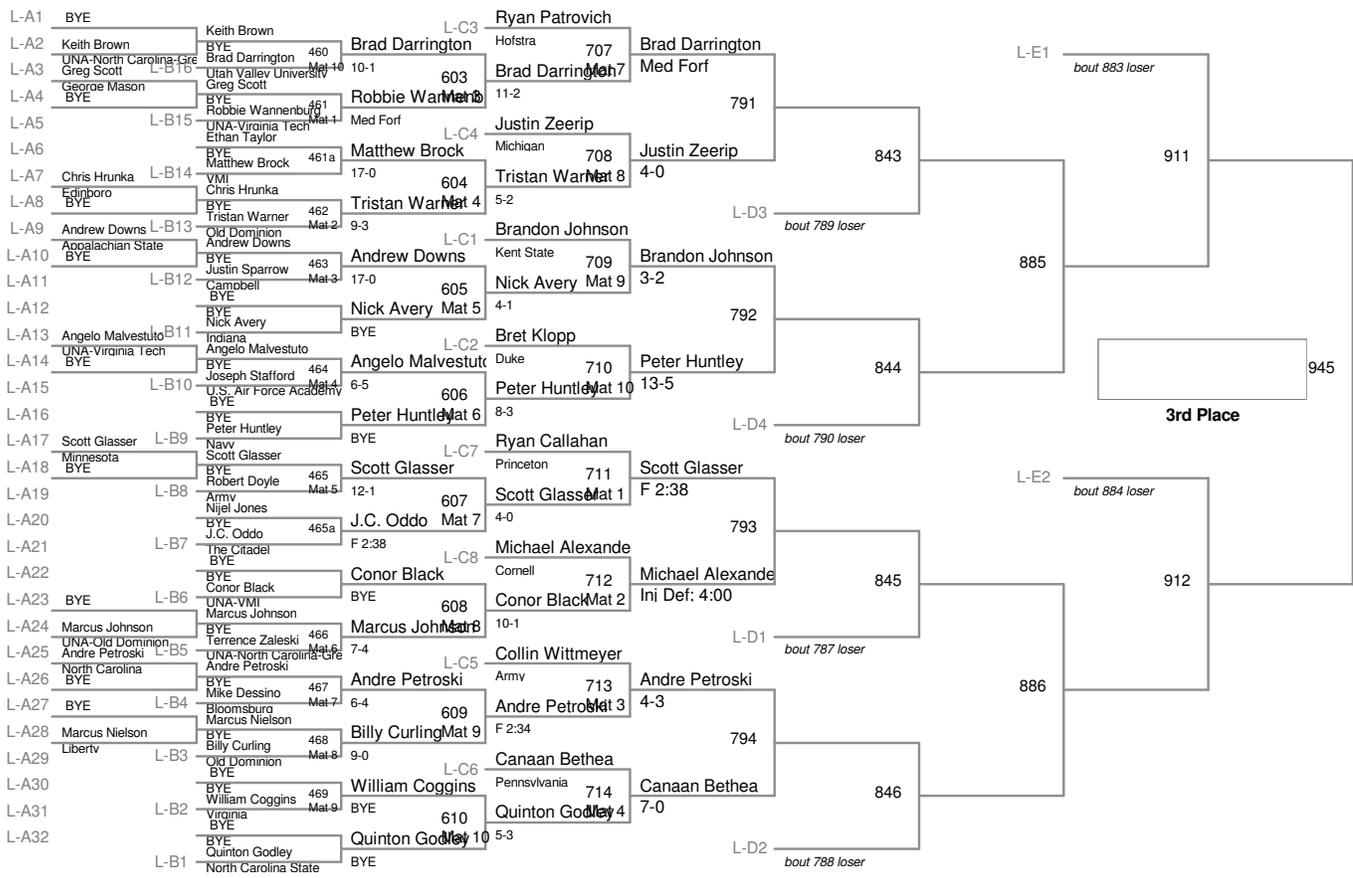 L-A1
L-A2
L-A3
L-A4
L-A5
L-A6
L-A7
L-A8
L-A9
L-A10
L-A11
L-A12
L-A13
L-A14
L-A15
L-A16
L-A17
L-A18
L-A19
L-A20
L-A21
L-A22
L-A23
L-A24
L-A25
L-A26
L-A27
L-A28
L-A29
L-A30
L-A31
L-A32
BYE
Keith Brown
UNA-North Carolina-Gre
Greg Scott
George Mason
BYE
Chris Hrunka
Edinboro
BYE
Andrew Downs
Appalachian State
BYE
Angelo Malvestuto
UNA-Virginia Tech
BYE
Scott Glasser
Minnesota
BYE
BYE
Marcus Johnson
UNA-Old Dominion
Andre Petroski
North Carolina
BYE
BYE
Marcus Nielson
Liberty
L-B16
L-B15
L-B14
L-B13
L-B12
L-B11
L-B10
L-B9
L-B8
L-B7
L-B6
L-B5
L-B4
L-B3
L-B2
L-B1
Keith Brown
BYE
Brad Darrington
460
Mat 10
Utah Valley University
Greg Scott
BYE
Robbie Wannenburg
461
Mat 1
UNA-Virginia Tech
Ethan Taylor
BYE
Matthew Brock
461a
VMI
Chris Hrunka
BYE
Tristan Warner
462
Mat 2
Old Dominion
Andrew Downs
BYE
Justin Sparrow
463
Mat 3
Campbell
BYE
BYE
Nick Avery
Indiana
Angelo Malvestuto
BYE
Joseph Stafford
464
Mat 4
U.S. Air Force Academy
BYE
BYE
Peter Huntley
Navy
Scott Glasser
BYE
Robert Doyle
465
Mat 5
Army
Nijel Jones
BYE
J.C. Oddo
465a
The Citadel
BYE
BYE
Conor Black
UNA-VMI
Marcus Johnson
BYE
Terrence Zaleski
466
Mat 6
UNA-North Carolina-Gre
Andre Petroski
BYE
Mike Dessino
467
Mat 7
Bloomsburg
Marcus Nielson
BYE
Billy Curling
468
Mat 8
Old Dominion
BYE
BYE
William Coggins
469
Mat 9
Virginia
BYE
BYE
Quinton Godley
North Carolina State
Brad Darrington
10-1
603
Mat 3
Robbie Wannenb
Med Forf
Matthew Brock
17-0
604
Mat 4
Tristan Warner
9-3
Andrew Downs
17-0
605
Mat 5
Nick Avery
BYE
Angelo Malvestuto
6-5
606
Mat 6
Peter Huntley
BYE
Scott Glasser
12-1
607
Mat 7
J.C. Oddo
F 2:38
Conor Black
BYE
608
Mat 8
Marcus Johnson
7-4
Andre Petroski
6-4
609
Mat 9
Billy Curling
9-0
William Coggins
BYE
610
Mat 10
Quinton Godley
BYE
L-C3
Ryan Patrovich
Hofstra
707
Mat 7
Brad Darrington
11-2
L-C4
Justin Zeerip
Michigan
708
Mat 8
Tristan Warner
5-2
L-C1
Brandon Johnson
Kent State
709
Mat 9
Nick Avery
4-1
L-C2
Bret Klopp
Duke
710
Mat 10
Peter Huntley
8-3
L-C7
Ryan Callahan
Princeton
711
Mat 1
Scott Glasser
4-0
L-C8
Michael Alexande
Cornell
712
Mat 2
Conor Black
10-1
L-C5
Collin Wittmeyer
Army
713
Mat 3
Andre Petroski
F 2:34
L-C6
Canaan Bethea
Pennsylvania
714
Mat 4
Quinton Godley
5-3
Brad Darrington
Med Forf
791
Justin Zeerip
4-0
L-D3
bout 789 loser
Brandon Johnson
3-2
792
Peter Huntley
13-5
L-D4
bout 790 loser
Scott Glasser
F 2:38
793
Michael Alexande
Inj Def: 4:00
L-D1
bout 787 loser
Andre Petroski
4-3
794
Canaan Bethea
7-0
L-D2
bout 788 loser
843
844
845
846
885
886
L-E1
bout 883 loser
911
945
3rd Place
L-E2
bout 884 loser
912